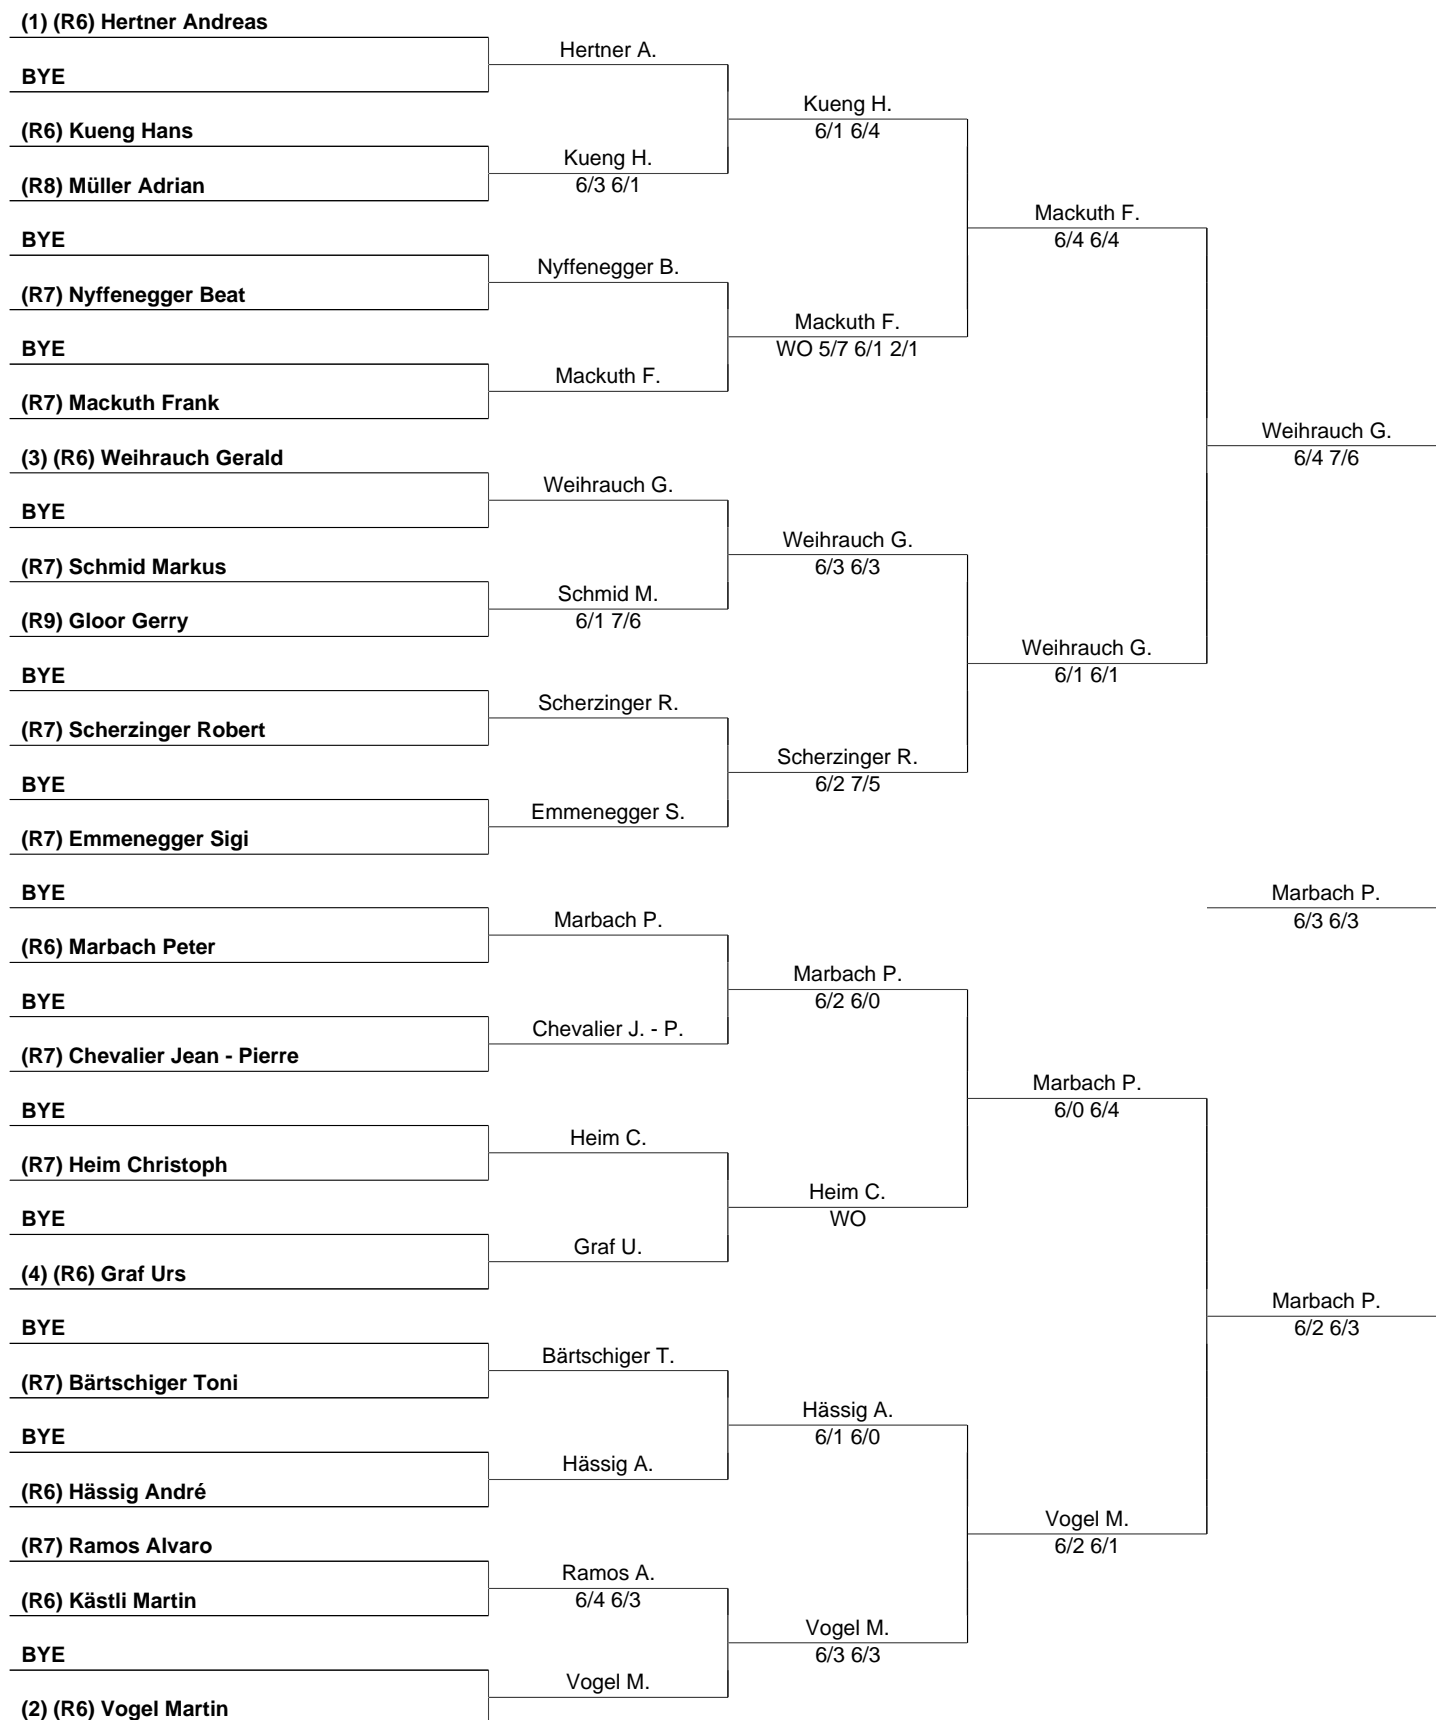 (1) (R6) Hertner Andreas
BYE
(R6) Kueng Hans
(R8) Müller Adrian
BYE
(R7) Nyffenegger Beat
BYE
(R7) Mackuth Frank
(3) (R6) Weihrauch Gerald
BYE
(R7) Schmid Markus
(R9) Gloor Gerry
BYE
(R7) Scherzinger Robert
BYE
(R7) Emmenegger Sigi
BYE
(R6) Marbach Peter
BYE
(R7) Chevalier Jean - Pierre
BYE
(R7) Heim Christoph
BYE
(4) (R6) Graf Urs
BYE
(R7) Bärtschiger Toni
BYE
(R6) Hässig André
(R7) Ramos Alvaro
(R6) Kästli Martin
BYE
(2) (R6) Vogel Martin
Hertner A.
Kueng H.
6/3 6/1
Nyffenegger B.
Mackuth F.
Weihrauch G.
Schmid M.
6/1 7/6
Scherzinger R.
Emmenegger S.
Marbach P.
Chevalier J. - P.
Heim C.
Graf U.
Bärtschiger T.
Hässig A.
Ramos A.
6/4 6/3
Vogel M.
Kueng H.
6/1 6/4
Mackuth F.
WO 5/7 6/1 2/1
Weihrauch G.
6/3 6/3
Scherzinger R.
6/2 7/5
Marbach P.
6/2 6/0
Heim C.
WO
Hässig A.
6/1 6/0
Vogel M.
6/3 6/3
Mackuth F.
6/4 6/4
Weihrauch G.
6/1 6/1
Marbach P.
6/0 6/4
Vogel M.
6/2 6/1
Weihrauch G.
6/4 7/6
Marbach P.
6/3 6/3
Marbach P.
6/2 6/3